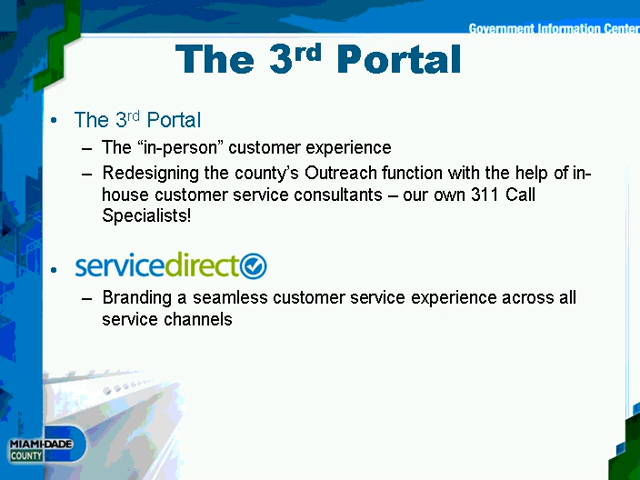 Government Information Center
The 3rd Portal
• The 3rd Portal
– The “in-person” customer experience
– Redesigning the county’s Outreach function with the help of in-
house customer service consultants – our own 311 Call
Specialists!
• servicedirect
– Branding a seamless customer service experience across all
service channels
MIAMI-DADE
COUNTY